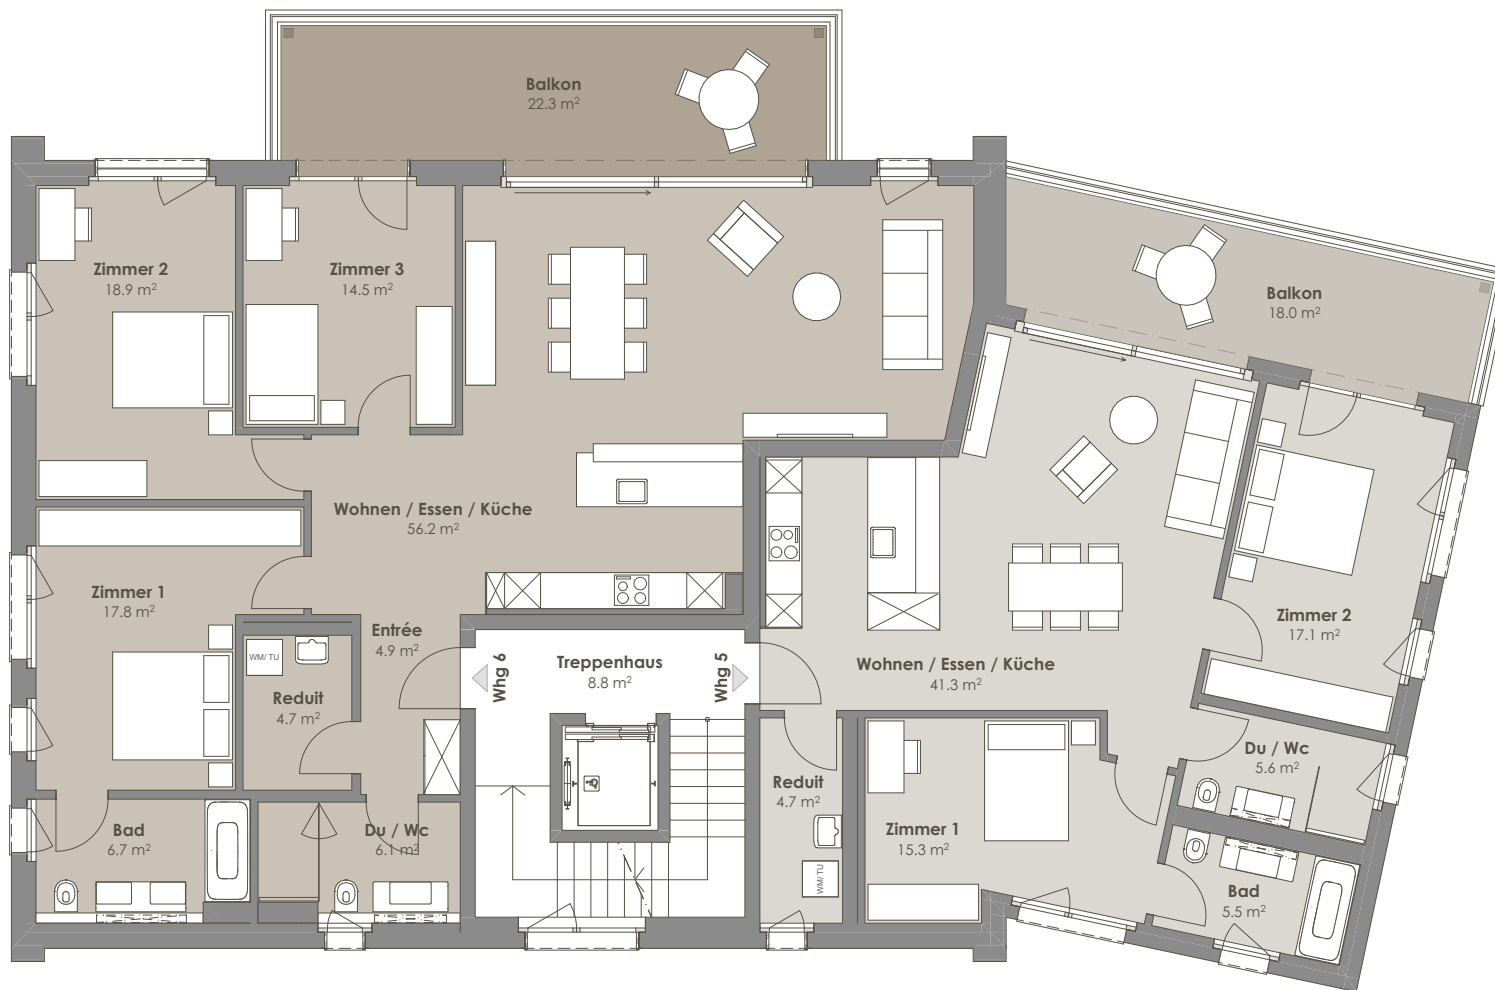 Balkon
22.3 m²
Zimmer 2
18.9 m²
Zimmer 3
14.5 m²
Balkon
18.0 m²
Wohnen / Essen / Küche
56.2 m²
Zimmer 1
17.8 m²
Entrée
4.9 m²
WM/ TU
Reduit
4.7 m²
Whg 6
Treppenhaus
8.8 m²
Whg 5
Wohnen / Essen / Küche
41.3 m²
Zimmer 2
17.1 m²
Du / Wc
5.6 m²
Reduit
4.7 m²
WM/ TU
Zimmer 1
15.3 m²
Bad
6.7 m²
Du / Wc
6.1 m²
Bad
5.5 m²